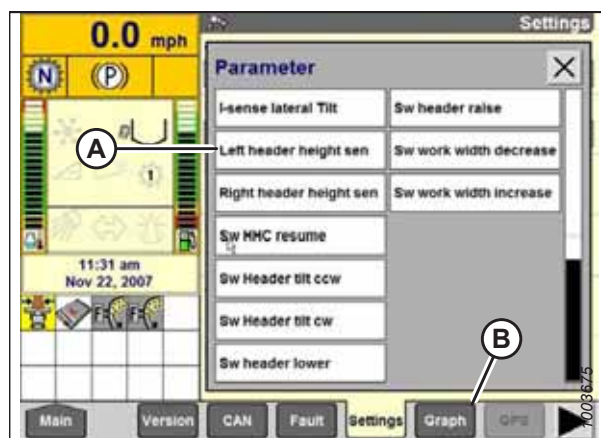 0.0 mph
Settings
N
(P)
Parameter
I-sense lateral Tilt
Sw header raise
A
Left header height sen
Sw work width decrease
1
Right header height sen
Sw work width increase
Sw HHC resume
11:31 am
Nov 22, 2007
Sw Header tilt ccw
F=
F=
Sw Header tilt cw
B
Sw header lower
Main
Version
CAN
Fault
Settings
Graph
GPS
1003675